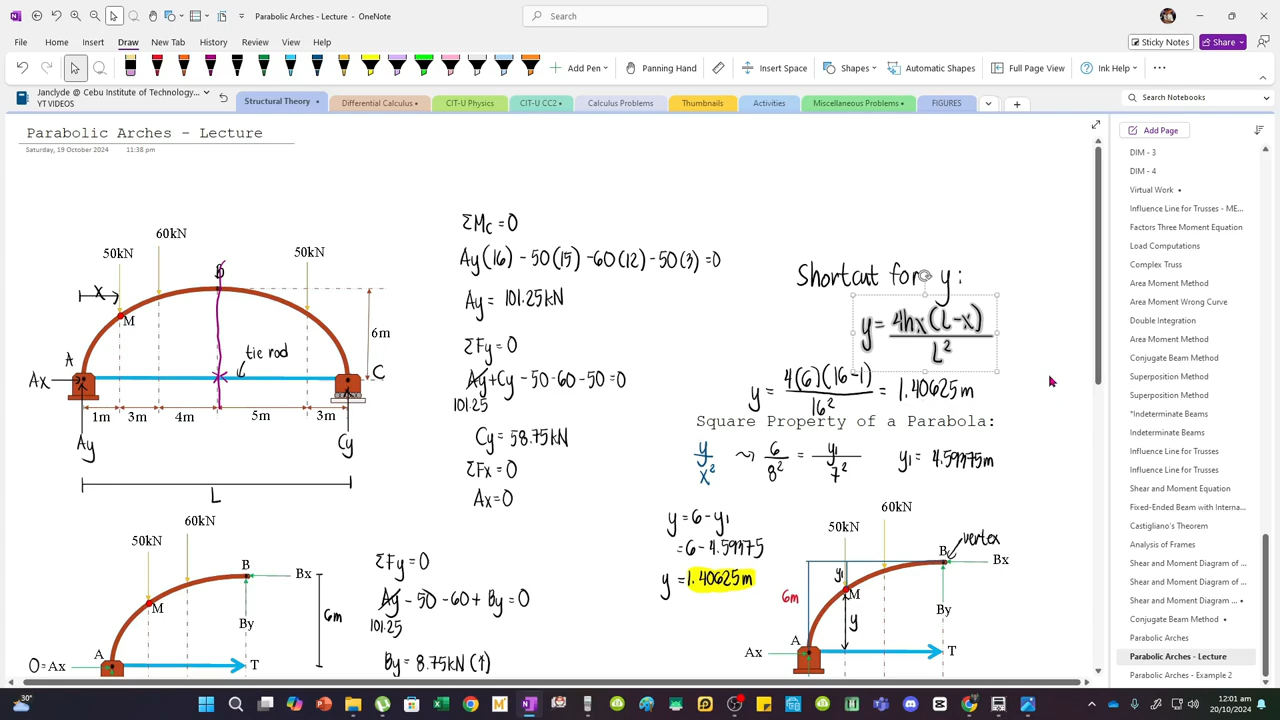 Parabolic Arches - Lecture - OneNote
Search
File Home Insert Draw New Tab History Review View Help
Sticky Notes
Share
Add Pen
Panning Hand
Insert Space
Shapes
Automatic Shapes
Full Page View
Ink Help
Janclyde @ Cebu Institute of Technology...
YT VIDEOS
Structural Theory
Differential Calculus
CIT-U Physics
CIT-U CC2
Calculus Problems
Thumbnails
Activities
Miscellaneous Problems
FIGURES
Search Notebooks
Parabolic Arches - Lecture
Saturday, 19 October 2024 11:38 pm
60kN
50kN
50kN
B
x
M
6m
A
tie rod
C
Ax
1m 3m 4m 5m 3m
Ay
Cy
L
ΣMc = 0
Ay(16) - 50(15) - 60(12) - 50(3) = 0
Ay = 101.25kN
ΣFy = 0
Ay + Cy - 50 - 60 - 50 = 0
101.25
Cy = 58.75kN
ΣFx = 0
Ax = 0
Shortcut for y:
y = 4hx(L-x) / L²
y = 4(6)(16-1) / 16² = 1.40625m
Square Property of a Parabola:
y / x² ⤳ 6 / 8² = y₁ / 7² y₁ = 4.59375m
y = 6 - y₁
= 6 - 4.59375
y = 1.40625m
60kN
50kN
B
Bx
M
6m
By
A
0 = Ax
T
ΣFy = 0
Ay - 50 - 60 + By = 0
101.25
By = 8.75kN (↑)
60kN
50kN
vertex
B
Bx
y₁
6m
M
By
y
A
Ax
T
Add Page
DIM - 3
DIM - 4
Virtual Work
Influence Line for Trusses - ME...
Factors Three Moment Equation
Load Computations
Complex Truss
Area Moment Method
Area Moment Wrong Curve
Double Integration
Area Moment Method
Conjugate Beam Method
Superposition Method
Superposition Method
*Indeterminate Beams
Indeterminate Beams
Influence Line for Trusses
Influence Line for Trusses
Shear and Moment Equation
Fixed-Ended Beam with Interna...
Castigliano's Theorem
Analysis of Frames
Shear and Moment Diagram of ...
Shear and Moment Diagram of ...
Shear and Moment Diagram ...
Conjugate Beam Method
Parabolic Arches
Parabolic Arches - Lecture
Parabolic Arches - Example 2
30°
12:01 am
20/10/2024